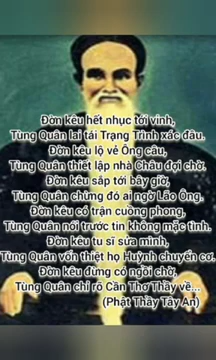 Đờn kêu hết nhục tới vinh,
Tùng Quân lai tái Trạng Trình xác đâu.
Đờn kêu lộ vẻ Ông câu,
Tùng Quân thiết lập nhà Châu đợi chờ.
Đờn kêu sắp tới bây giờ,
Tùng Quân chừng đó ai ngờ Lão Ông.
Đờn kêu cổ trận cuồng phong,
Tùng Quân nói trước tin không mặc tình.
Đờn kêu tu sĩ sửa mình,
Tùng Quân vốn thiệt họ Huỳnh chuyển cơ.
Đờn kêu đừng có ngồi chờ,
Tùng Quân chỉ rõ Cần Thơ Thầy về...
(Phật Thầy Tây An)